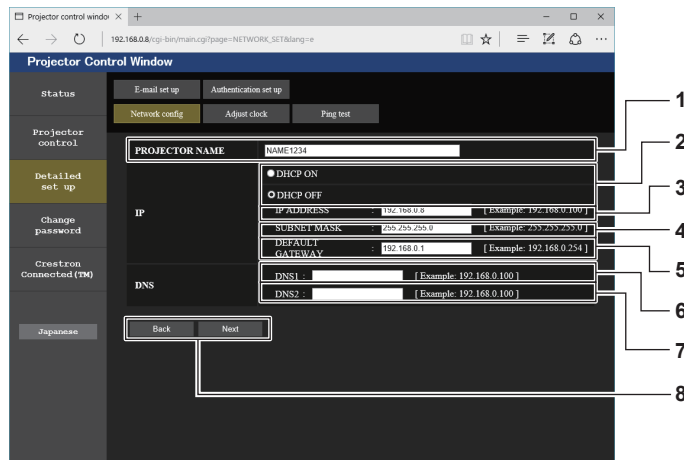 Projector control windov
192.168.0.8/cgi-bin/main.cgi?page=NETWORK_SET&lang=e
Projector Control Window
Status
Projector control
Detailed set up
Change password
Crestron Connected(TM)
Japanese
E-mail set up Authentication set up
Network config Adjust clock Ping test
PROJECTOR NAME NAME1234
IP
DHCP ON
DHCP OFF
IP ADDRESS : 192.168.0.8 [ Example: 192.168.0.100 ]
SUBNET MASK : 255.255.255.0 [ Example: 255.255.255.0 ]
DEFAULT GATEWAY : 192.168.0.1 [ Example: 192.168.0.254 ]
DNS
DNS1 : [ Example: 192.168.0.100 ]
DNS2 : [ Example: 192.168.0.100 ]
Back Next
1
2
3
4
5
6
7
8